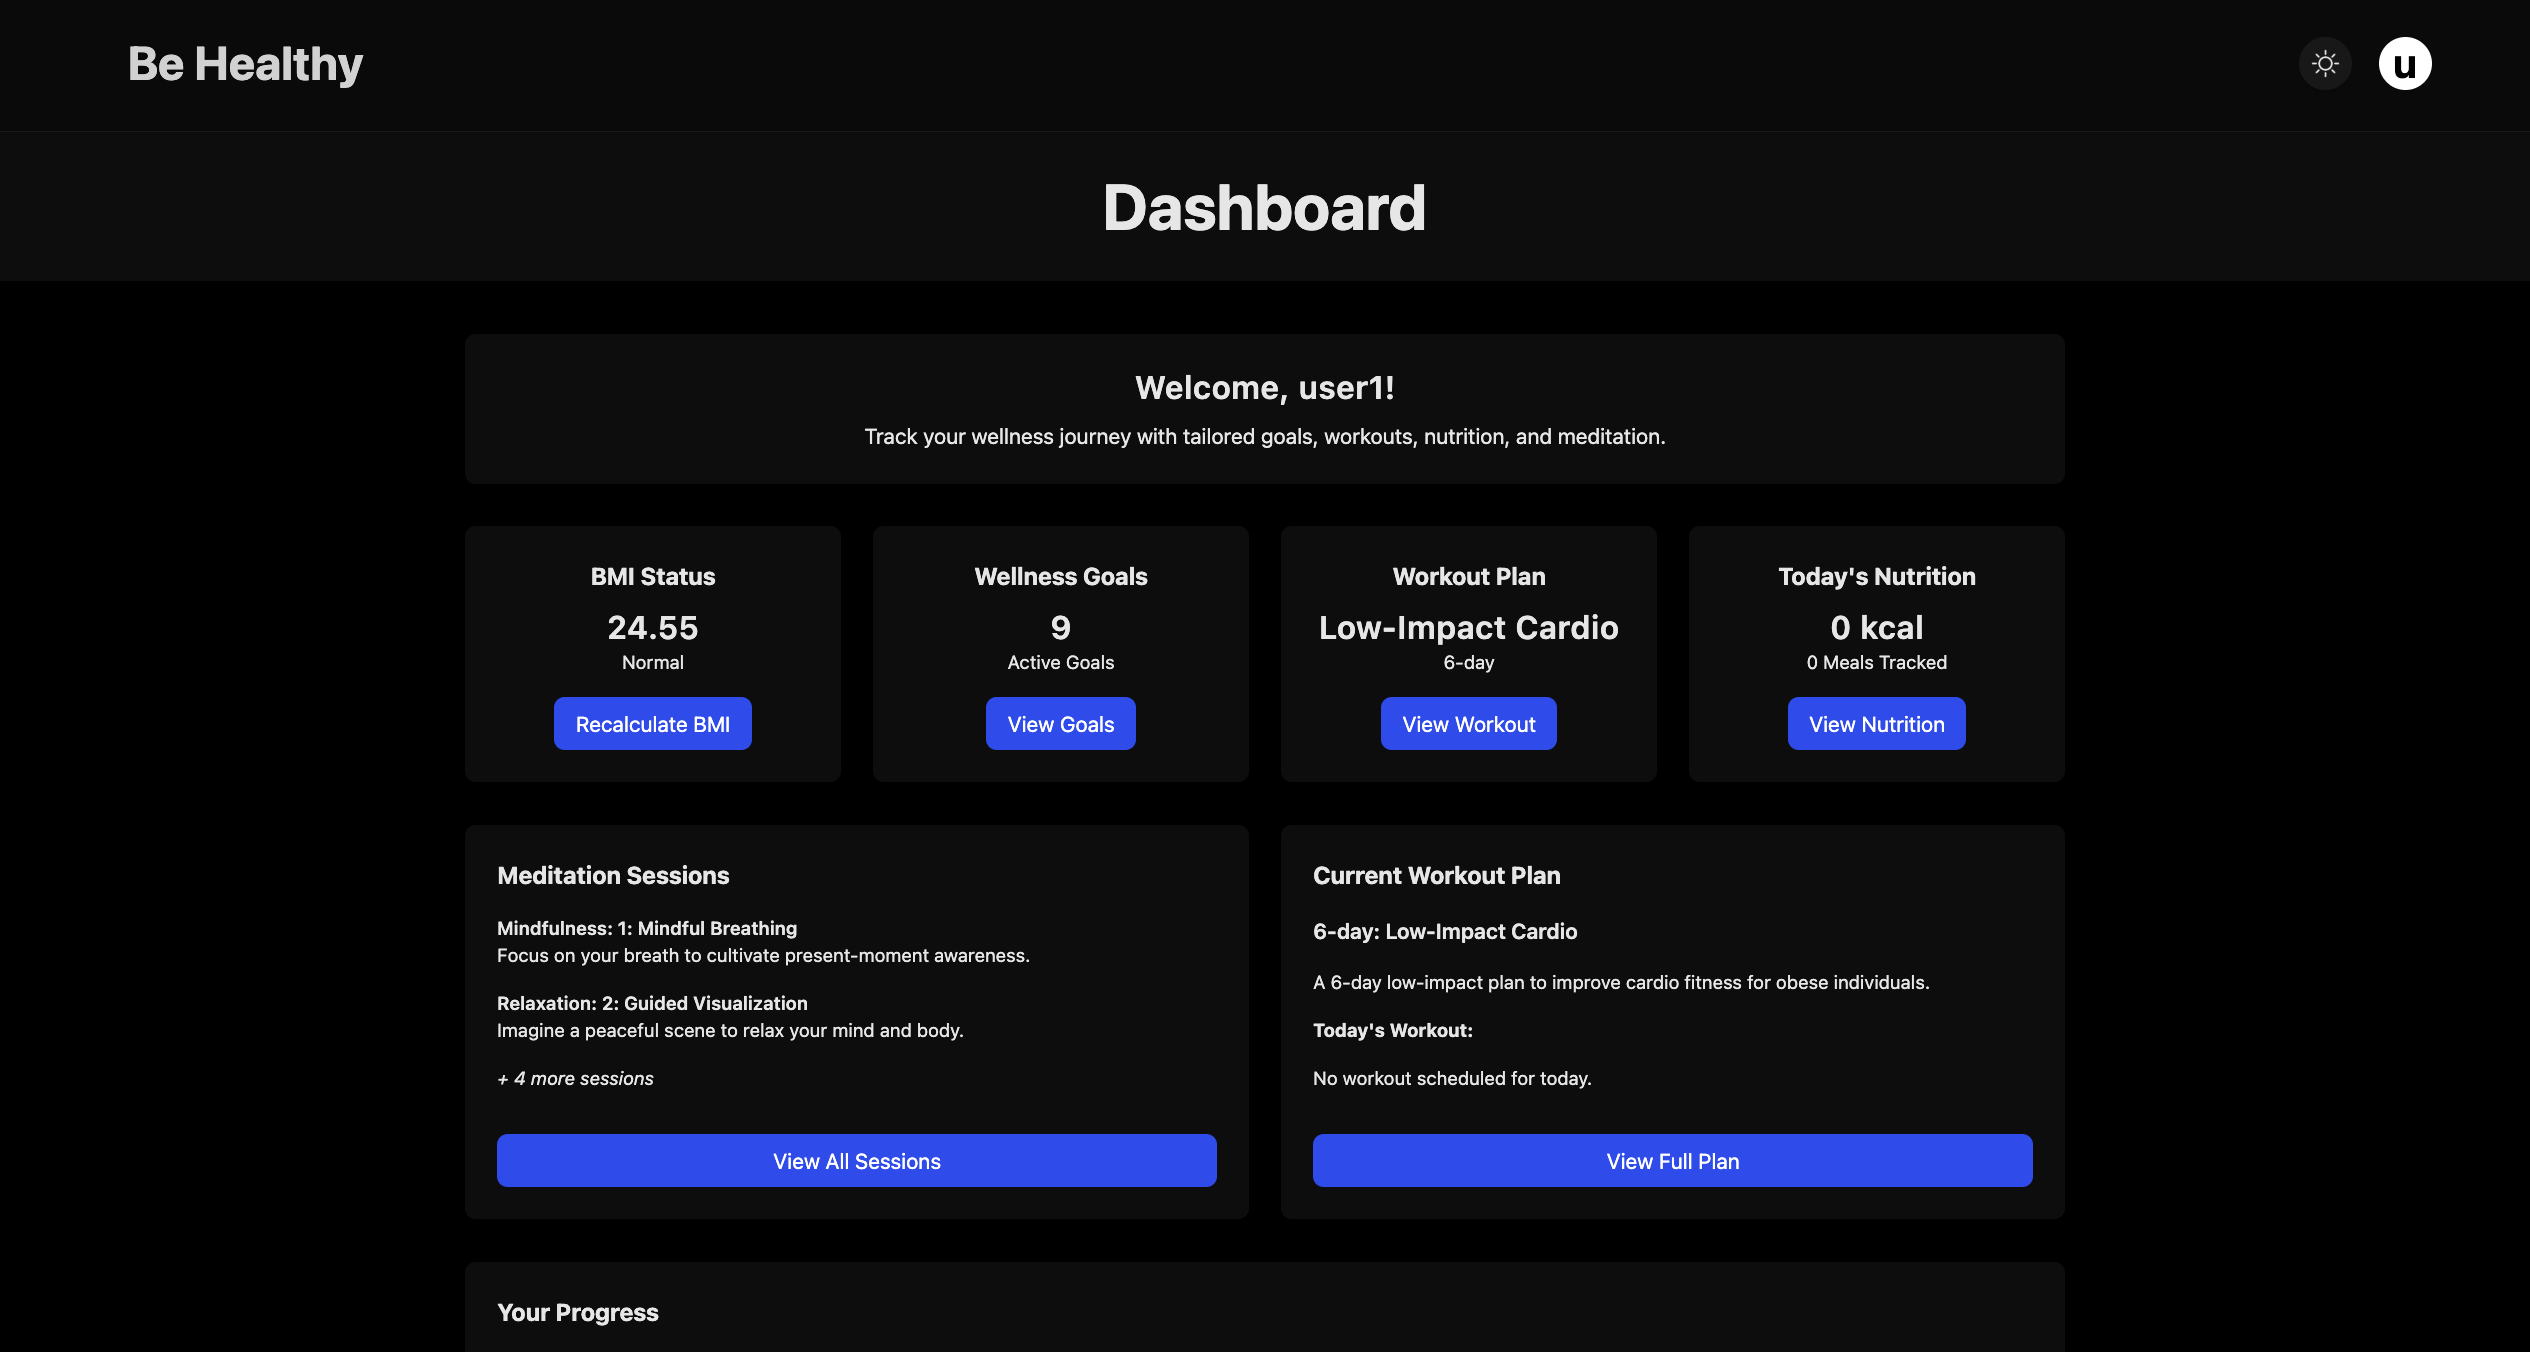 Be Healthy
u
Dashboard
Welcome, user1!
Track your wellness journey with tailored goals, workouts, nutrition, and meditation.
BMI Status
24.55
Normal
Recalculate BMI
Wellness Goals
9
Active Goals
View Goals
Workout Plan
Low-Impact Cardio
6-day
View Workout
Today's Nutrition
0 kcal
0 Meals Tracked
View Nutrition
Meditation Sessions
Mindfulness: 1: Mindful Breathing
Focus on your breath to cultivate present-moment awareness.
Relaxation: 2: Guided Visualization
Imagine a peaceful scene to relax your mind and body.
+ 4 more sessions
View All Sessions
Current Workout Plan
6-day: Low-Impact Cardio
A 6-day low-impact plan to improve cardio fitness for obese individuals.
Today's Workout:
No workout scheduled for today.
View Full Plan
Your Progress